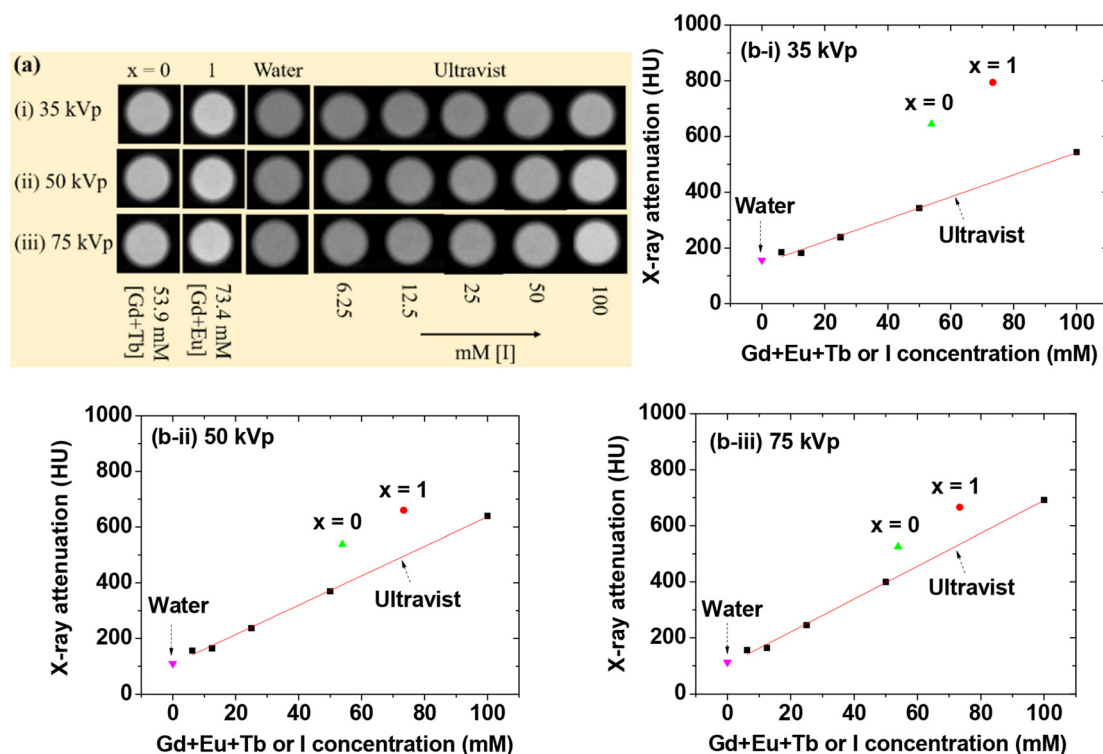 (a)
x = 0 1 Water Ultravist
(i) 35 kVp
(ii) 50 kVp
(iii) 75 kVp
53.9 mM
[Gd+Tb]
73.4 mM
[Gd+Eu]
6.25 12.5 25 50 100
mM [I]
(b-i) 35 kVp
X-ray attenuation (HU)
1000
800
600
400
200
0
x = 1
x = 0
Water
Ultravist
0 20 40 60 80 100
Gd+Eu+Tb or I concentration (mM)
(b-ii) 50 kVp
X-ray attenuation (HU)
1000
800
600
400
200
0
x = 1
x = 0
Water
Ultravist
0 20 40 60 80 100
Gd+Eu+Tb or I concentration (mM)
(b-iii) 75 kVp
X-ray attenuation (HU)
1000
800
600
400
200
0
x = 1
x = 0
Water
Ultravist
0 20 40 60 80 100
Gd+Eu+Tb or I concentration (mM)